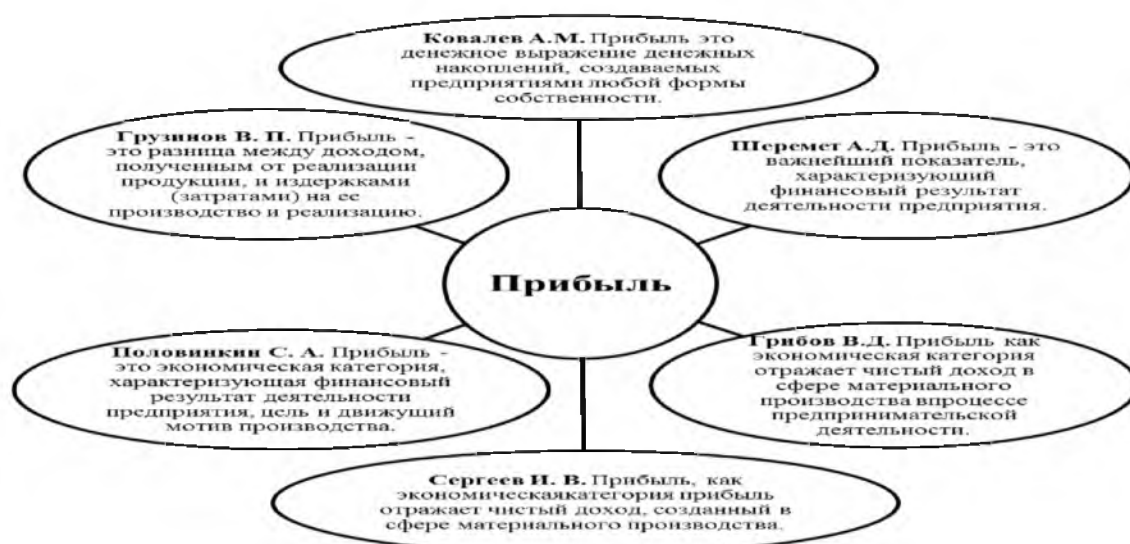 Ковалев А.М. Прибыль это
денежное выражение денежных
накоплений, создаваемых
предприятиями любой формы
собственности.
Грузинов В. П. Прибыль -
это разница между доходом,
полученным от реализации
продукции, и издержками
(затратами) на ее
производство и реализацию.
Шеремет А.Д. Прибыль - это
важнейший показатель,
характеризующий
финансовый результат
деятельности предприятия.
Прибыль
Половинкин С. А. Прибыль -
это экономическая категория,
характеризующая финансовый
результат деятельности
предприятия, цель и движущий
мотив производства.
Грибов В.Д. Прибыль как
экономическая категория
отражает чистый доход в
сфере материального
производства впроцессе
предпринимательской
деятельности.
Сергеев И. В. Прибыль, как
экономическаякатегория прибыль
отражает чистый доход, созданный в
сфере материального производства.